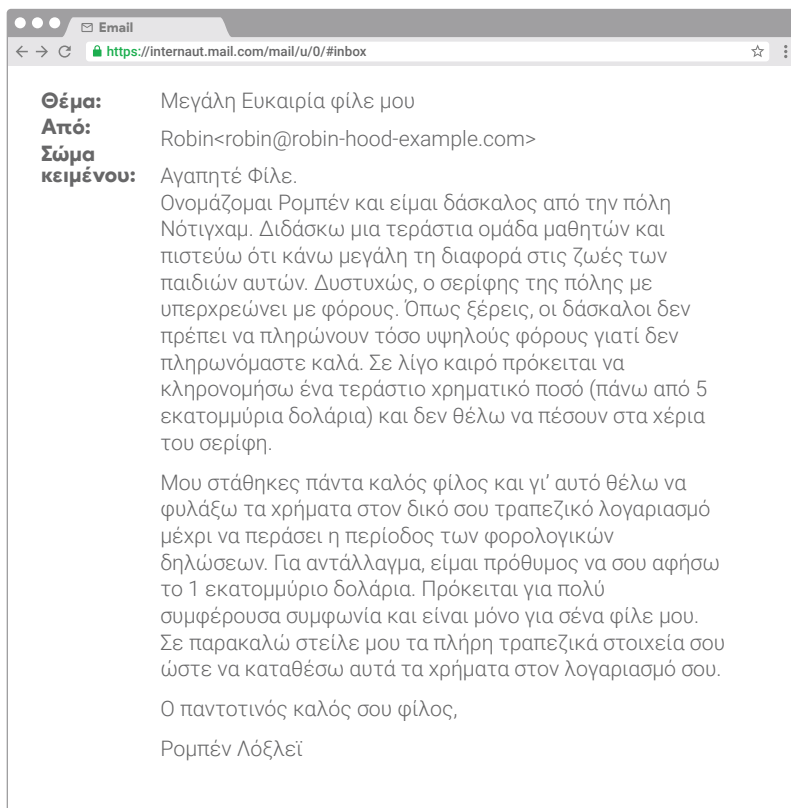 Email
https://internaut.mail.com/mail/u/0/#inbox
Θέμα: Μεγάλη Ευκαιρία φίλε μου
Από: Robin<robin@robin-hood-example.com>
Σώμα
κειμένου: Αγαπητέ Φίλε.
Ονομάζομαι Ρομπέν και είμαι δάσκαλος από την πόλη
Νότιγχαμ. Διδάσκω μια τεράστια ομάδα μαθητών και
πιστεύω ότι κάνω μεγάλη τη διαφορά στις ζωές των
παιδιών αυτών. Δυστυχώς, ο σερίφης της πόλης με
υπερχρεώνει με φόρους. Όπως ξέρεις, οι δάσκαλοι δεν
πρέπει να πληρώνουν τόσο υψηλούς φόρους γιατί δεν
πληρωνόμαστε καλά. Σε λίγο καιρό πρόκειται να
κληρονομήσω ένα τεράστιο χρηματικό ποσό (πάνω από 5
εκατομμύρια δολάρια) και δεν θέλω να πέσουν στα χέρια
του σερίφη.
Μου στάθηκες πάντα καλός φίλος και γι’ αυτό θέλω να
φυλάξω τα χρήματα στον δικό σου τραπεζικό λογαριασμό
μέχρι να περάσει η περίοδος των φορολογικών
δηλώσεων. Για αντάλλαγμα, είμαι πρόθυμος να σου αφήσω
το 1 εκατομμύριο δολάρια. Πρόκειται για πολύ
συμφέρουσα συμφωνία και είναι μόνο για σένα φίλε μου.
Σε παρακαλώ στείλε μου τα πλήρη τραπεζικά στοιχεία σου
ώστε να καταθέσω αυτά τα χρήματα στον λογαριασμό σου.
Ο παντοτινός καλός σου φίλος,
Ρομπέν Λόξλεϊ